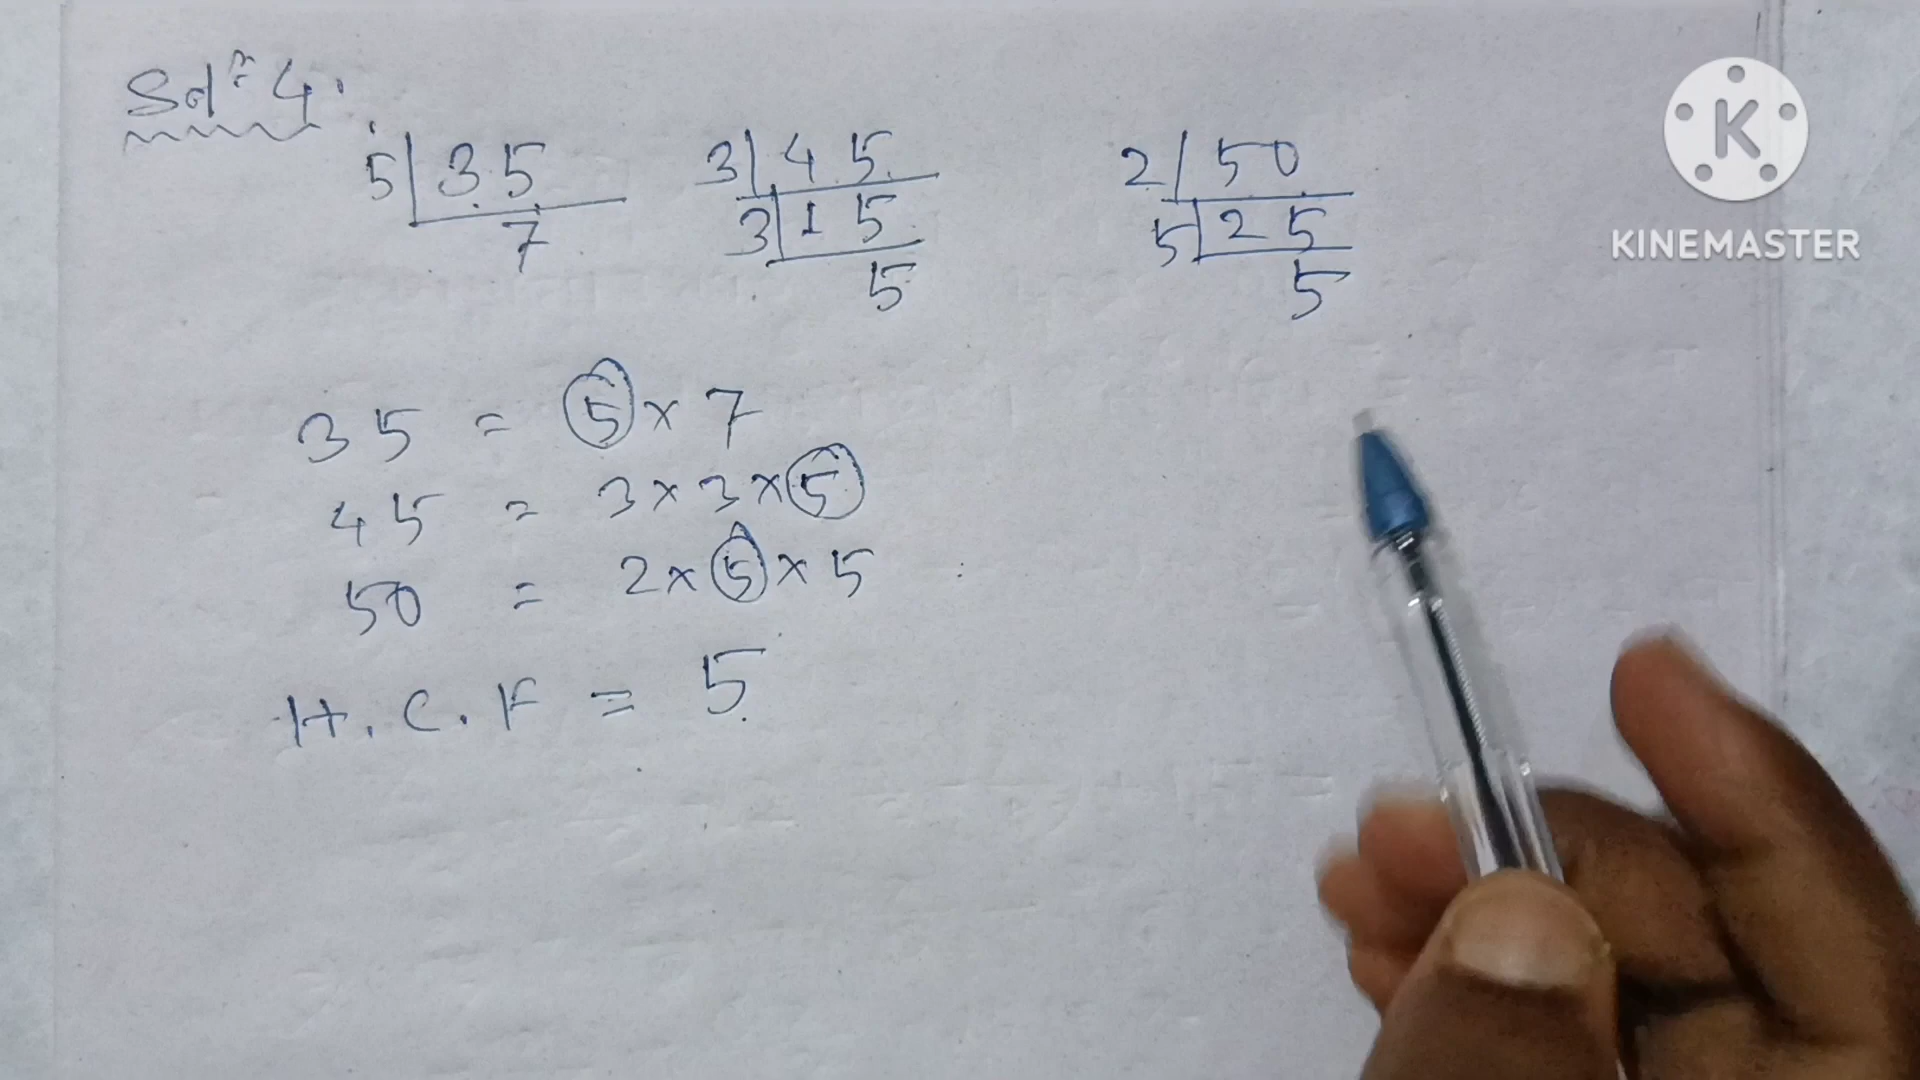 Solⁿ 4.
5 | 35
7
3 | 45
3 | 15
5
2 | 50
5 | 25
5
35 = 5 x 7
45 = 3 x 3 x 5
50 = 2 x 5 x 5
H.C.F = 5
K
KINEMASTER